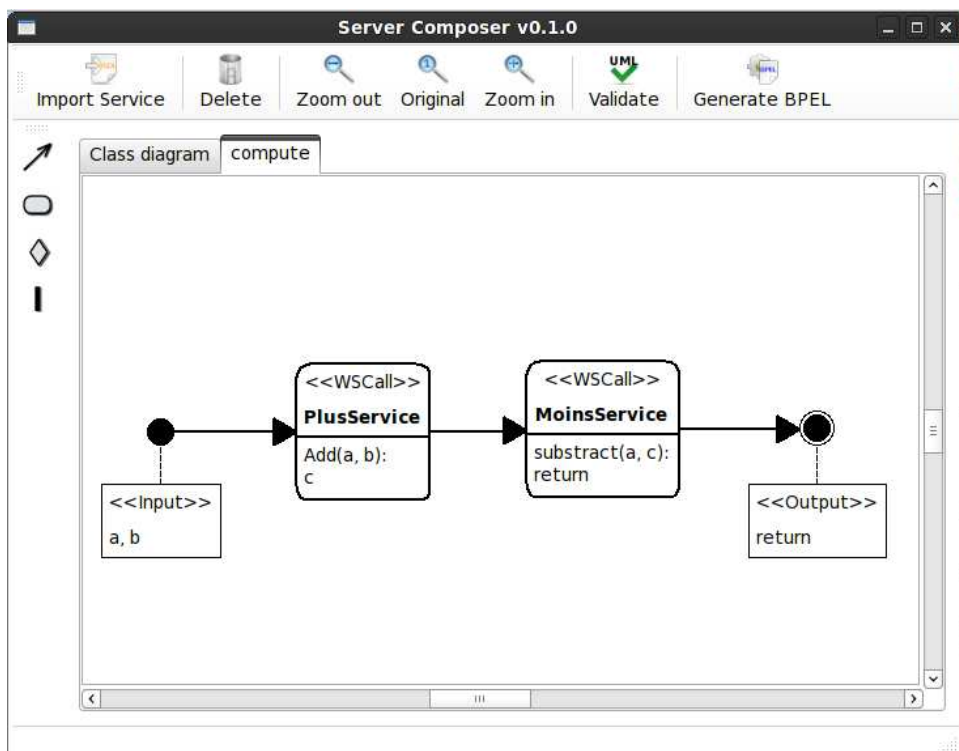 Server Composer v0.1.0
UML
Import Service
Delete
Zoom out
Original
Zoom in
Validate
Generate BPEL
Class diagram
compute
<<WSCall>>
PlusService
Add(a, b):
c
<<WSCall>>
MoinsService
substract(a, c):
return
<<Input>>
a, b
<<Output>>
return